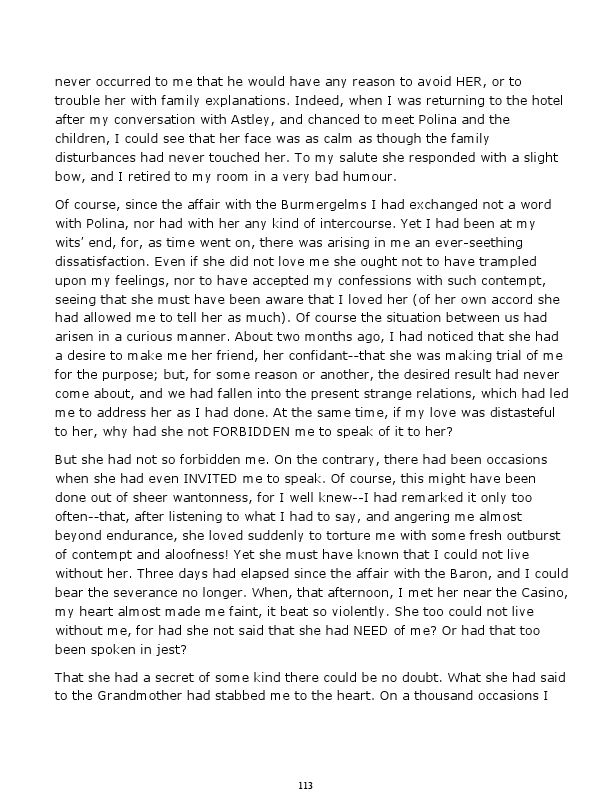 never occurred to me that he would have any reason to avoid HER, or to
trouble her with family explanations. Indeed, when I was returning to the hotel
after my conversation with Astley, and chanced to meet Polina and the
children, I could see that her face was as calm as though the family
disturbances had never touched her. To my salute she responded with a slight
bow, and I retired to my room in a very bad humour.
Of course, since the affair with the Burmergelms I had exchanged not a word
with Polina, nor had with her any kind of intercourse. Yet I had been at my
wits’ end, for, as time went on, there was arising in me an ever-seething
dissatisfaction. Even if she did not love me she ought not to have trampled
upon my feelings, nor to have accepted my confessions with such contempt,
seeing that she must have been aware that I loved her (of her own accord she
had allowed me to tell her as much). Of course the situation between us had
arisen in a curious manner. About two months ago, I had noticed that she had
a desire to make me her friend, her confidant--that she was making trial of me
for the purpose; but, for some reason or another, the desired result had never
come about, and we had fallen into the present strange relations, which had led
me to address her as I had done. At the same time, if my love was distasteful
to her, why had she not FORBIDDEN me to speak of it to her?
But she had not so forbidden me. On the contrary, there had been occasions
when she had even INVITED me to speak. Of course, this might have been
done out of sheer wantonness, for I well knew--I had remarked it only too
often--that, after listening to what I had to say, and angering me almost
beyond endurance, she loved suddenly to torture me with some fresh outburst
of contempt and aloofness! Yet she must have known that I could not live
without her. Three days had elapsed since the affair with the Baron, and I could
bear the severance no longer. When, that afternoon, I met her near the Casino,
my heart almost made me faint, it beat so violently. She too could not live
without me, for had she not said that she had NEED of me? Or had that too
been spoken in jest?
That she had a secret of some kind there could be no doubt. What she had said
to the Grandmother had stabbed me to the heart. On a thousand occasions I
113